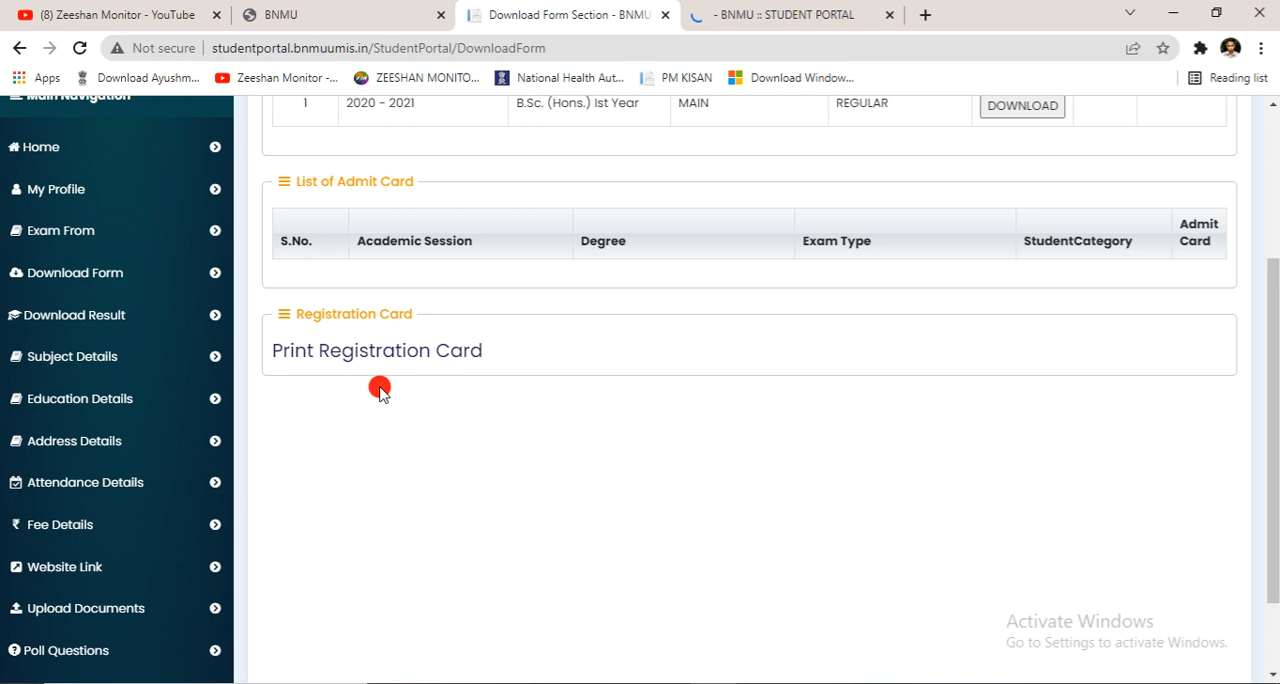 (8) Zeeshan Monitor - YouTube
BNMU
Download Form Section - BNMU
- BNMU :: STUDENT PORTAL
Not secure
studentportal.bnmuumis.in/StudentPortal/DownloadForm
Apps
Download Ayushm...
Zeeshan Monitor -...
ZEESHAN MONITO...
National Health Aut...
PM KISAN
Download Window...
Reading list
Main Navigation
Home
My Profile
Exam From
Download Form
Download Result
Subject Details
Education Details
Address Details
Attendance Details
Fee Details
Website Link
Upload Documents
Poll Questions
1 2020 - 2021 B.Sc. (Hons.) Ist Year MAIN REGULAR DOWNLOAD
List of Admit Card
S.No. Academic Session Degree Exam Type StudentCategory Admit Card
Registration Card
Print Registration Card
Activate Windows
Go to Settings to activate Windows.